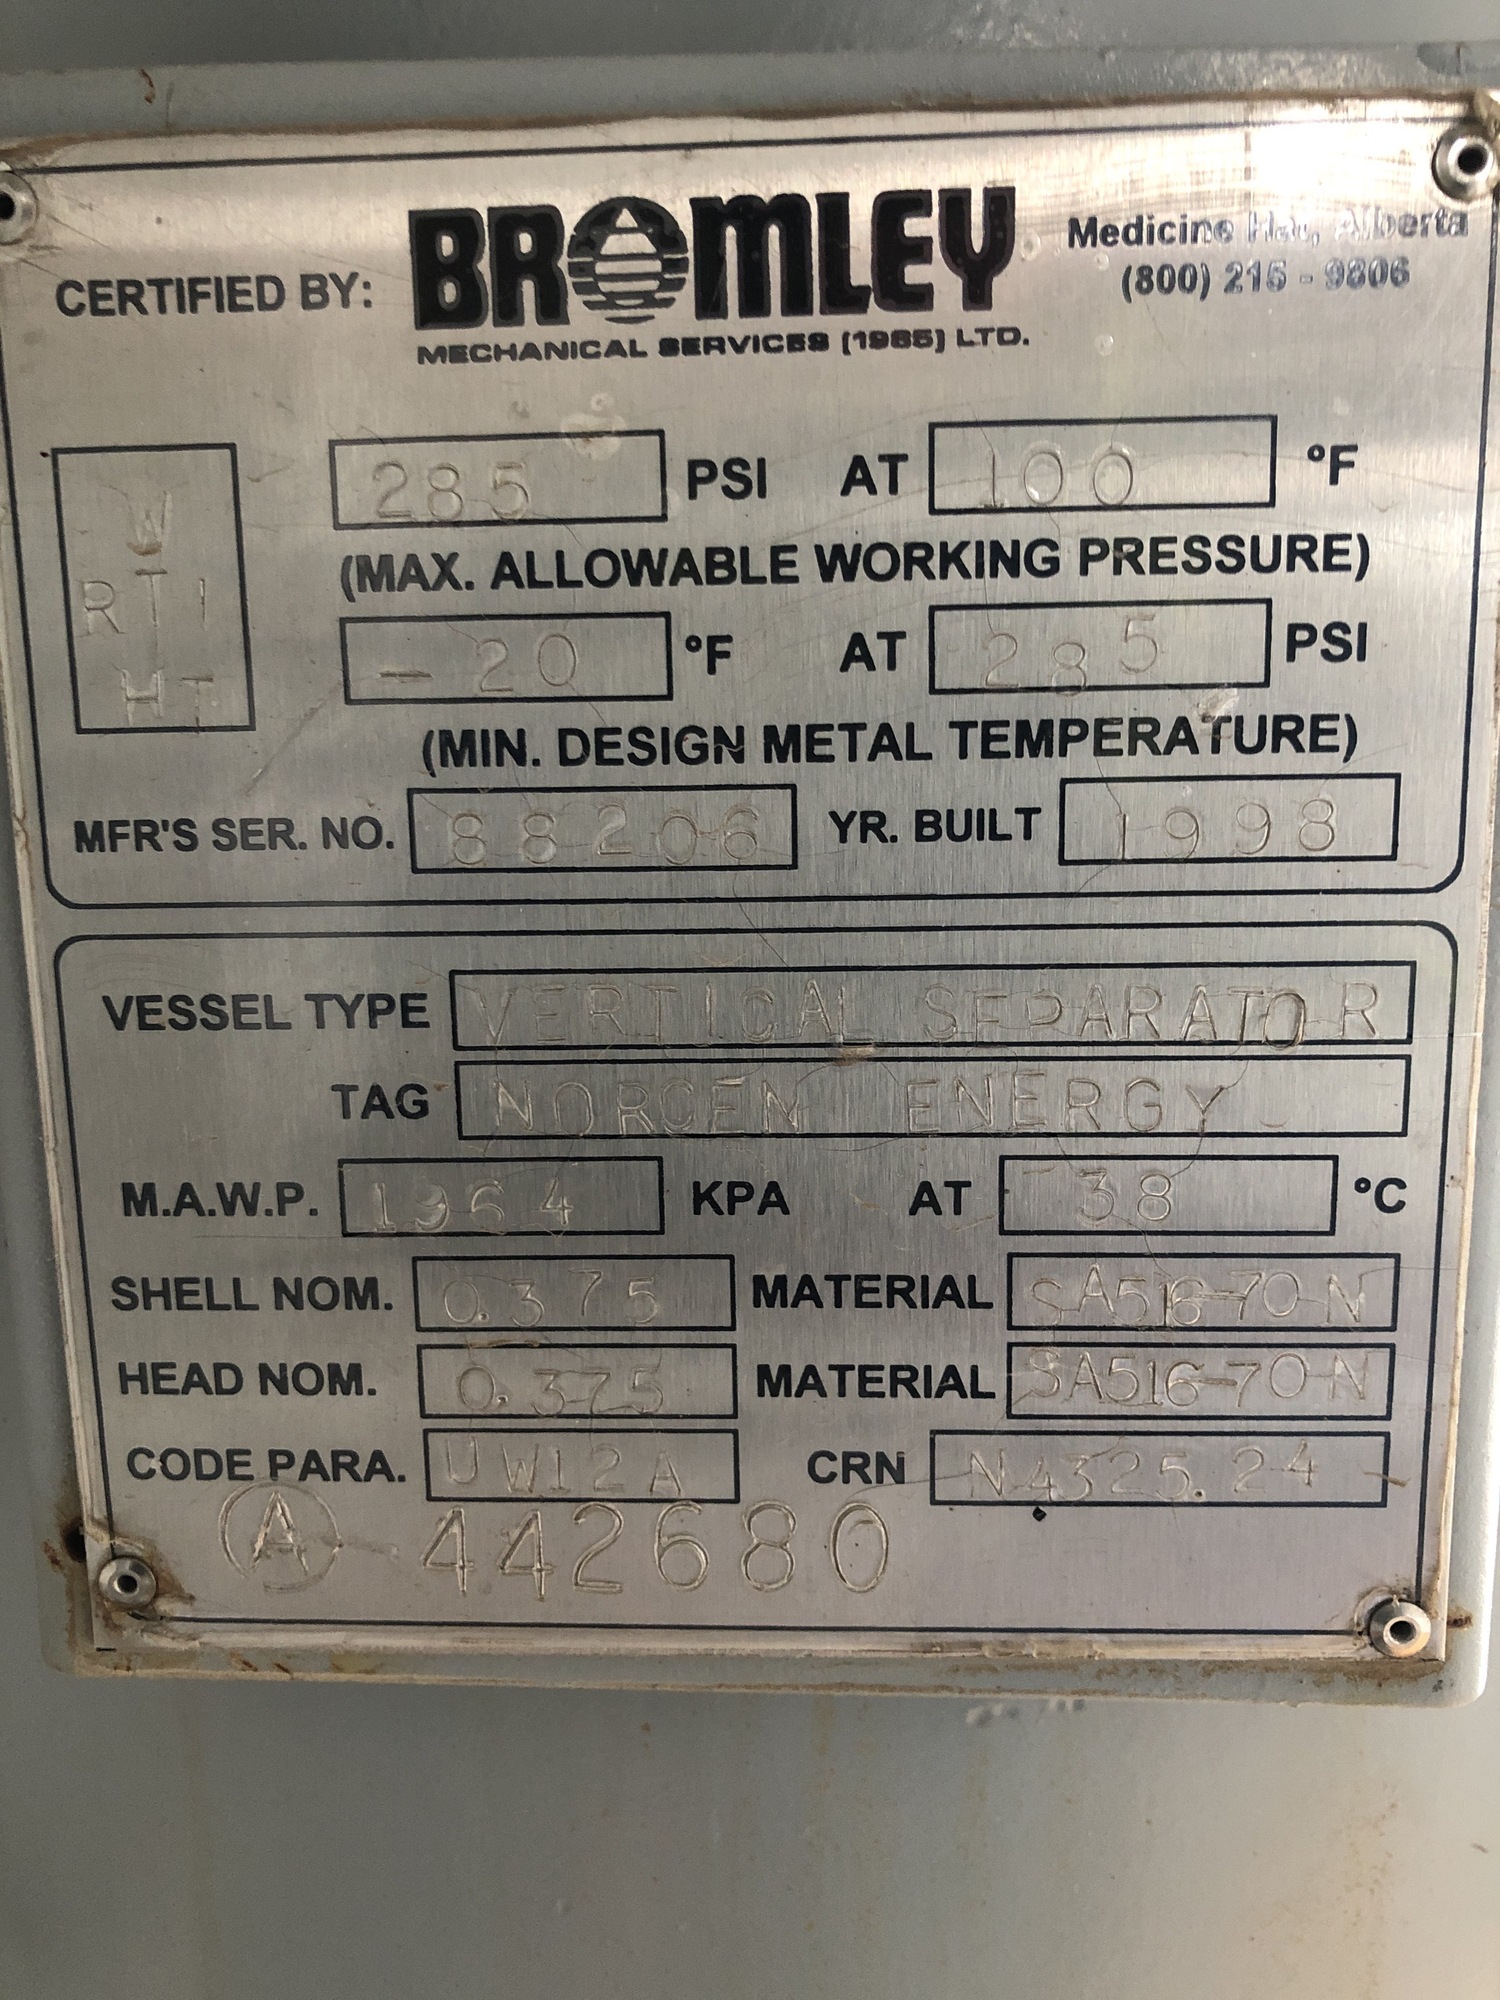 CERTIFIED BY: BROMLEY Medicine Hat, Alberta
(800) 215 - 9806
MECHANICAL SERVICES (1985) LTD.
W
RT1
HT
285 PSI AT 100 °F
(MAX. ALLOWABLE WORKING PRESSURE)
-20 °F AT 285 PSI
(MIN. DESIGN METAL TEMPERATURE)
MFR'S SER. NO. 88206 YR. BUILT 1998
VESSEL TYPE VERTICAL SEPARATOR
TAG NORCEN ENERGY
M.A.W.P. 1964 KPA AT 38 °C
SHELL NOM. 0.375 MATERIAL SA516-70N
HEAD NOM. 0.375 MATERIAL SA516-70N
CODE PARA. UW12A CRN N4325.24
A - 442680